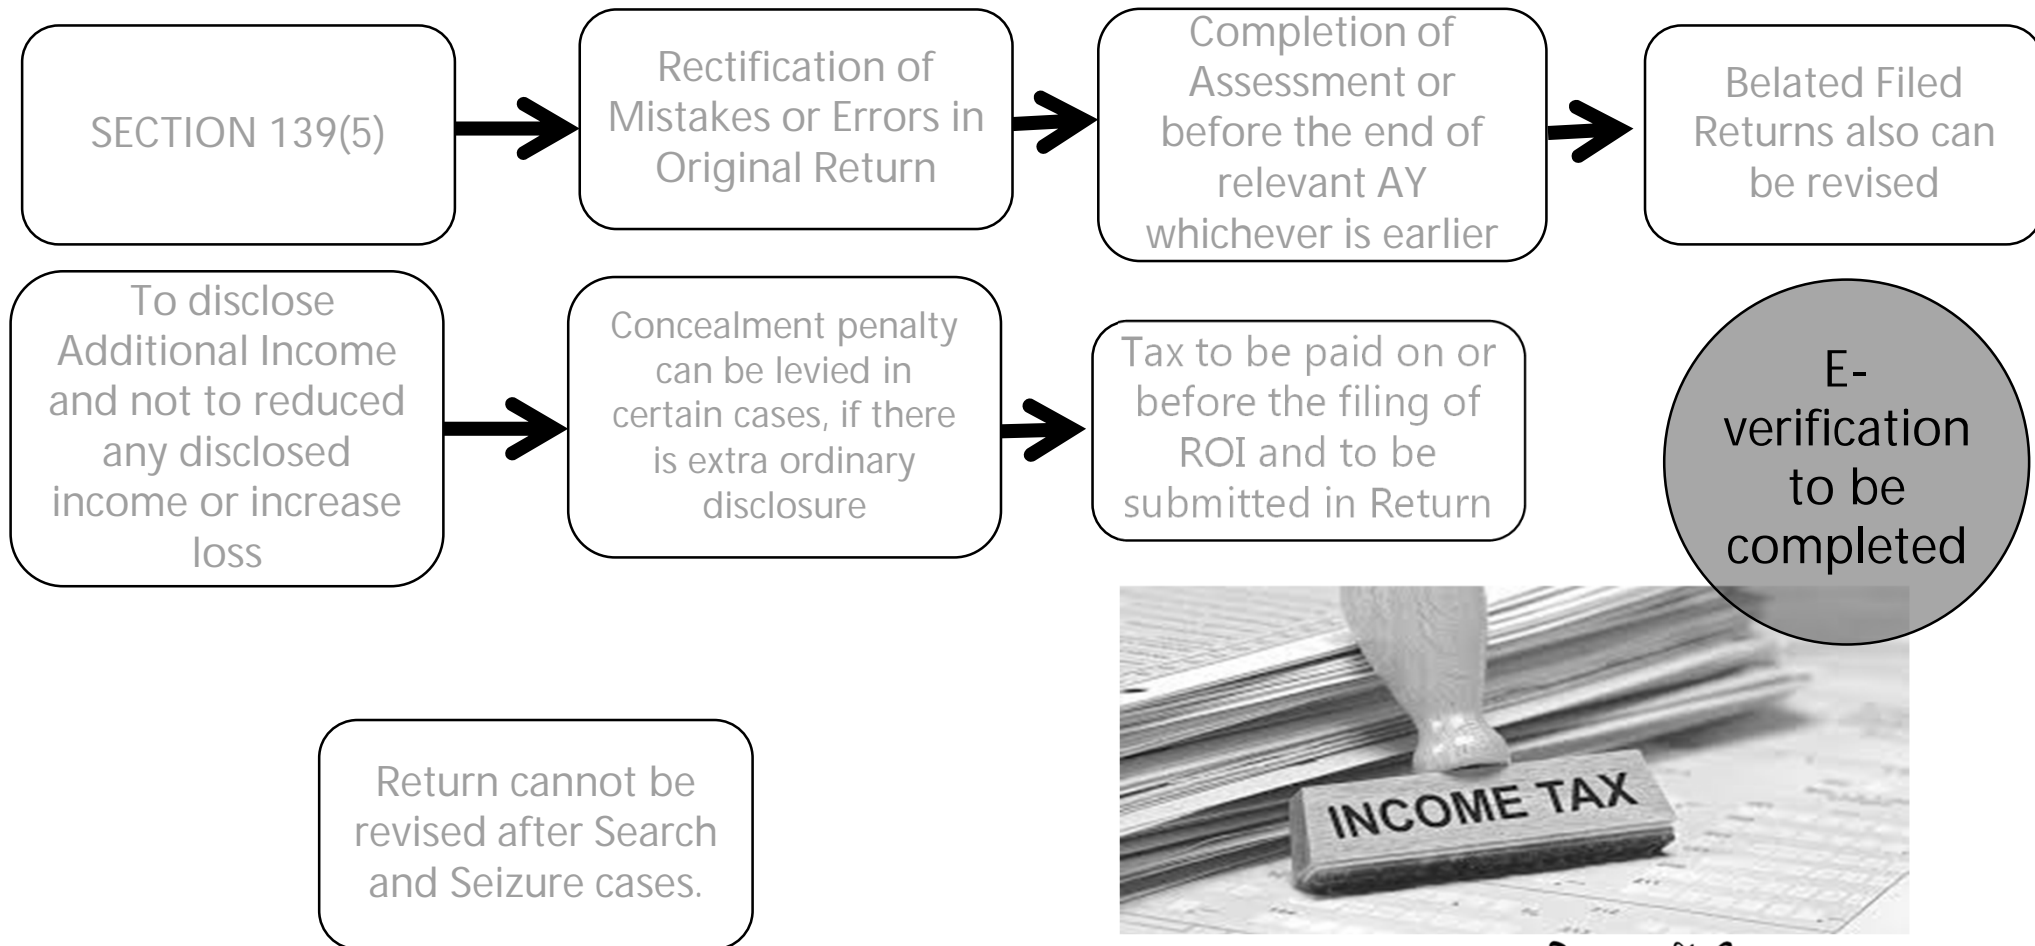 SECTION 139(5)
Rectification of
Mistakes or Errors in
Original Return
Completion of
Assessment or
before the end of
relevant AY
whichever is earlier
Belated Filed
Returns also can
be revised
To disclose
Additional Income
and not to reduced
any disclosed
income or increase
loss
Concealment penalty
can be levied in
certain cases, if there
is extra ordinary
disclosure
Tax to be paid on or
before the filing of
ROI and to be
submitted in Return
E-
verification
to be
completed
Return cannot be
revised after Search
and Seizure cases.
INCOME TAX